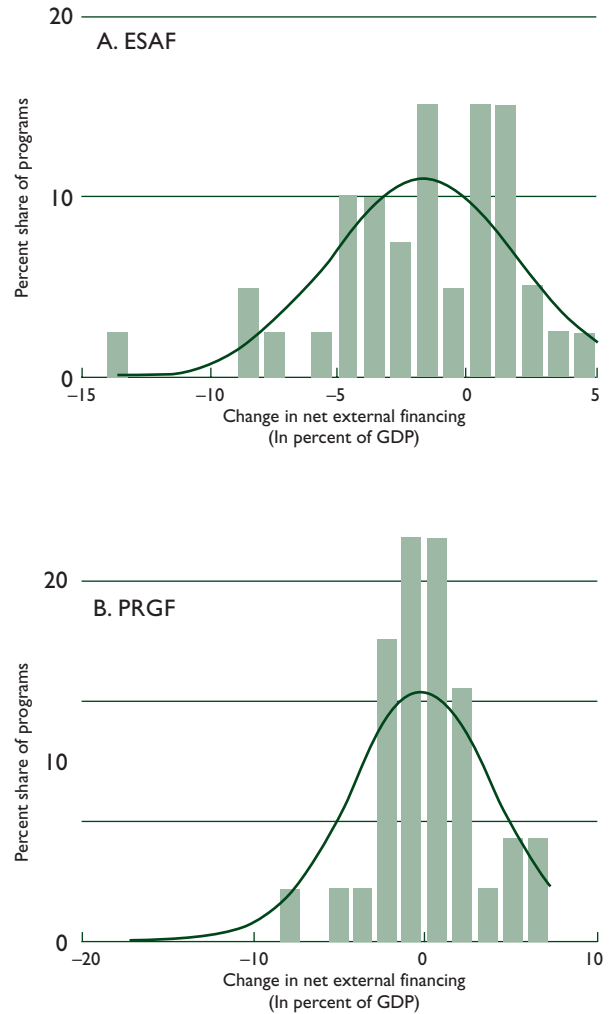 20
A. ESAF
Percent share of programs
10
0
–15 –10 –5 0 5
Change in net external financing
(In percent of GDP)
20
B. PRGF
Percent share of programs
10
0
–20 –10 0 10
Change in net external financing
(In percent of GDP)